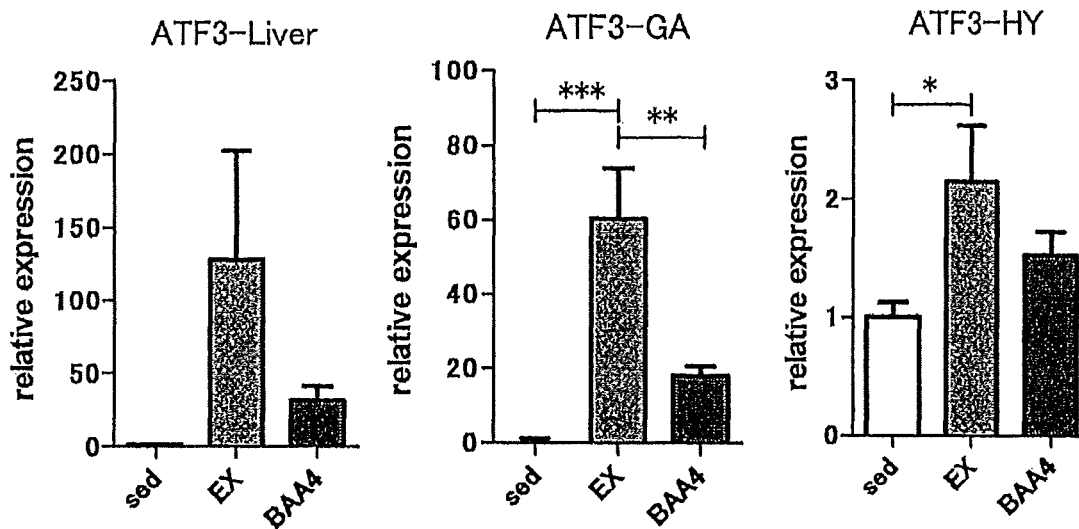 ATF3-Liver
relative expression
250
200
150
100
50
0
sed
EX
BAA4
ATF3-GA
relative expression
100
80
60
40
20
0
***
**
sed
EX
BAA4
ATF3-HY
relative expression
3
2
1
0
*
sed
EX
BAA4